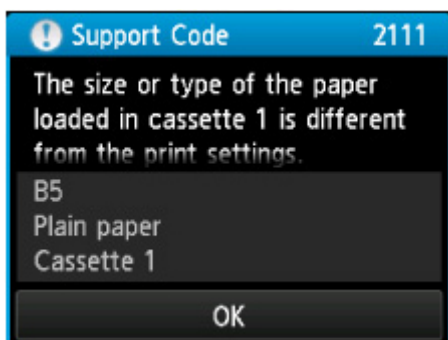 Support Code 2111
The size or type of the paper
loaded in cassette 1 is different
from the print settings.
B5
Plain paper
Cassette 1
OK